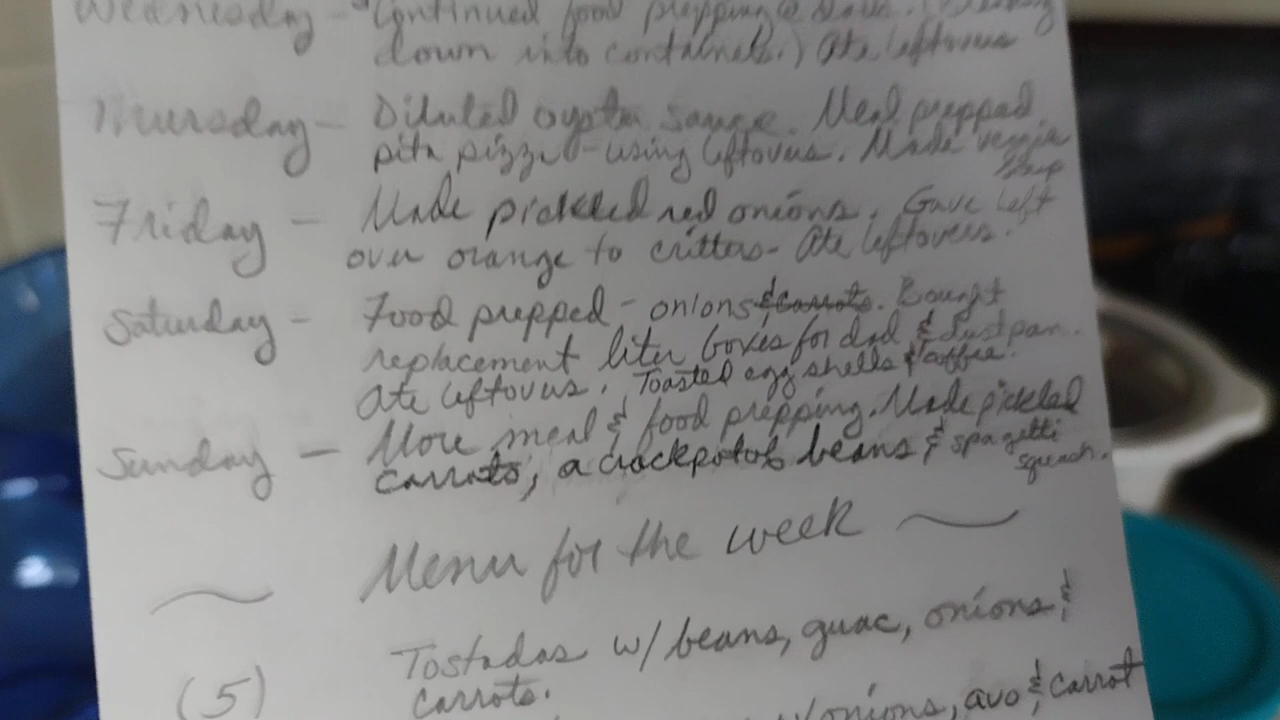 Wednesday - Continued food prepping @
down into containers.) Ate leftovers
Thursday - Diluted oyster sauce. Meal prepped
pita pizza - using leftovers. Made veggie
soup
Friday - Made pickled red onions. Gave left
over orange to critters - Ate leftovers.
Saturday - Food prepped - onions & carrots. Bought
replacement liter boxes for dad & dustpan.
Ate leftovers. Toasted egg shells & coffee.
Sunday - More meal & food prepping. Made pickled
carrots, a crockpot of beans & spagetti
squash.
Menu for the week
Tostadas w/ beans, guac, onions &
(5) carrots.
w/ onions, avo & carrot